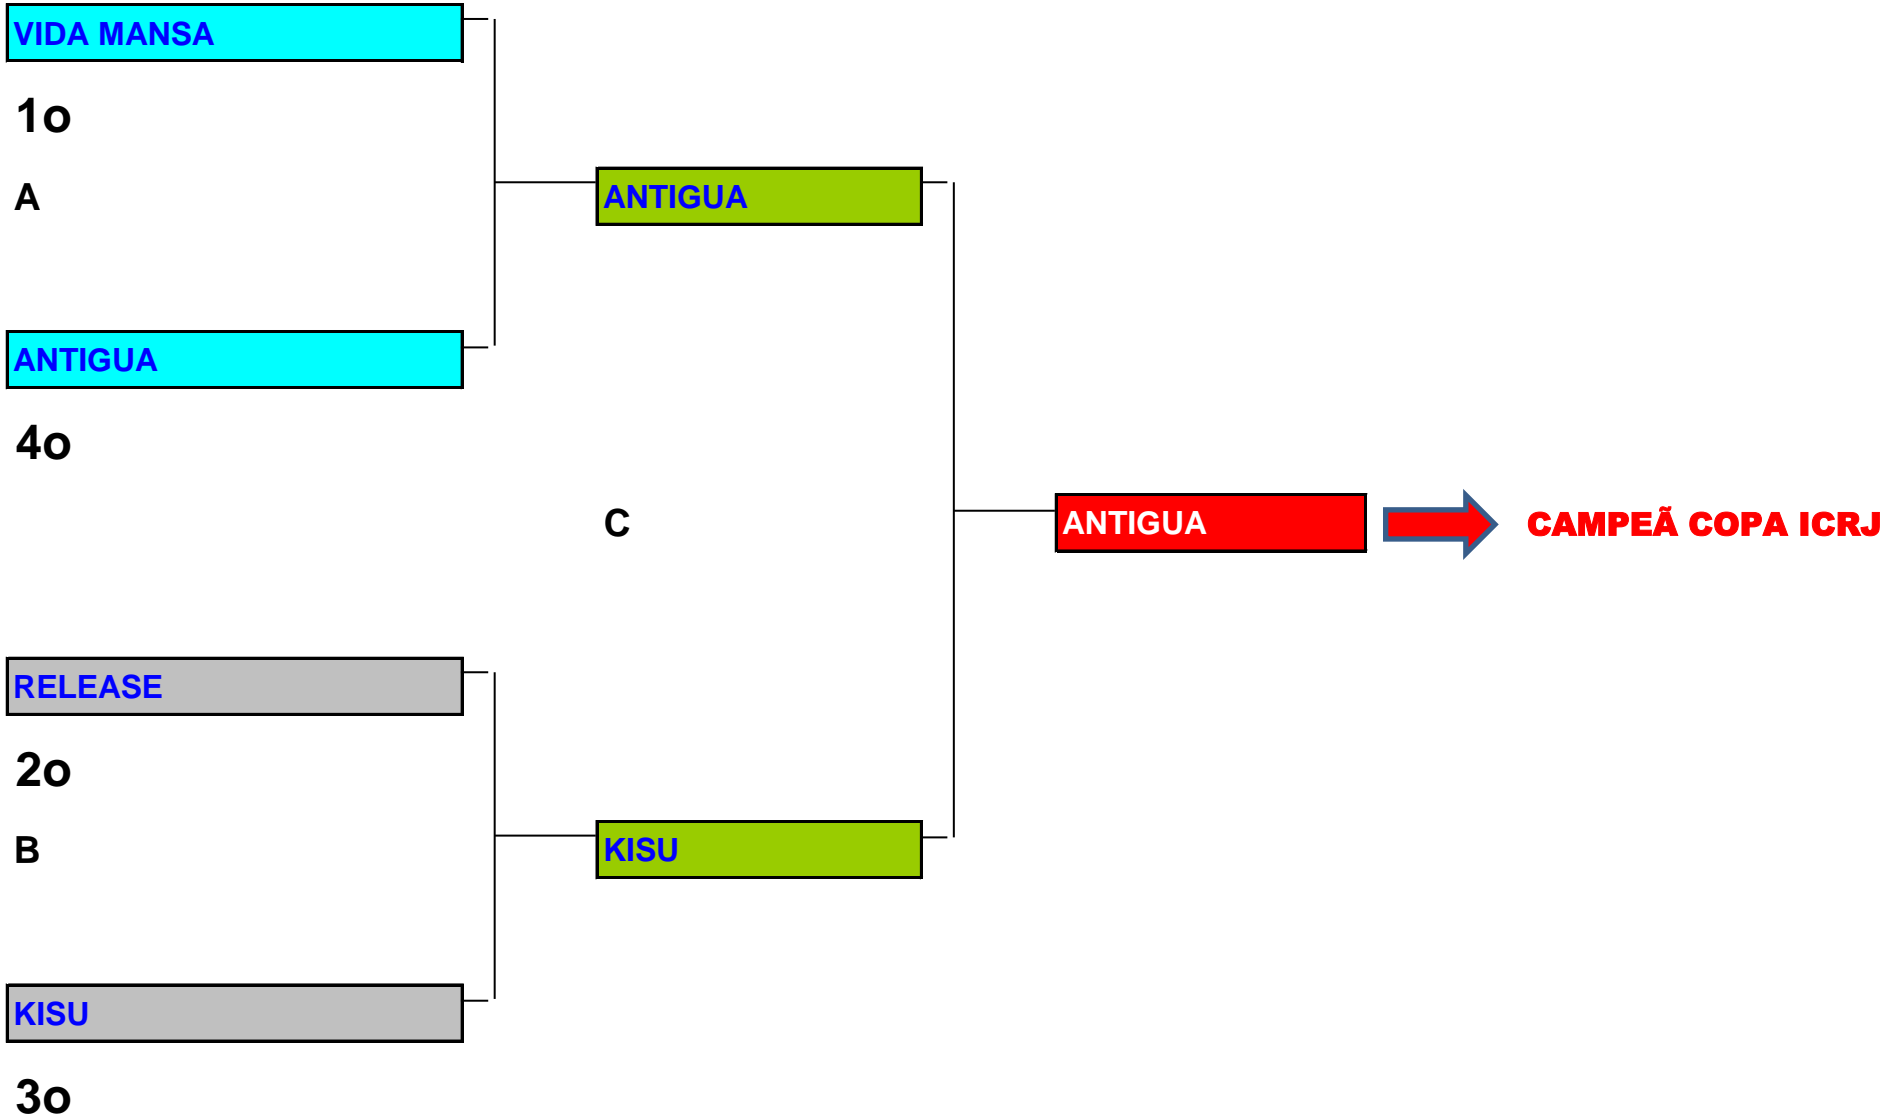 VIDA MANSA
1o
A
ANTIGUA
ANTIGUA
4o
C
ANTIGUA
CAMPEÃ COPA ICRJ
RELEASE
2o
B
KISU
KISU
3o